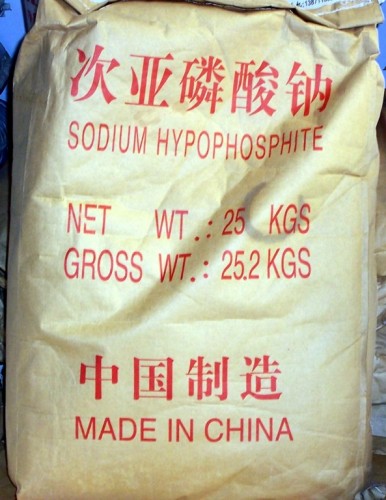 次亚磷酸钠
SODIUM HYPOPHOSPHITE
NET WT.: 25 KGS
GROSS WT.: 25.2 KGS
中国制造
MADE IN CHINA